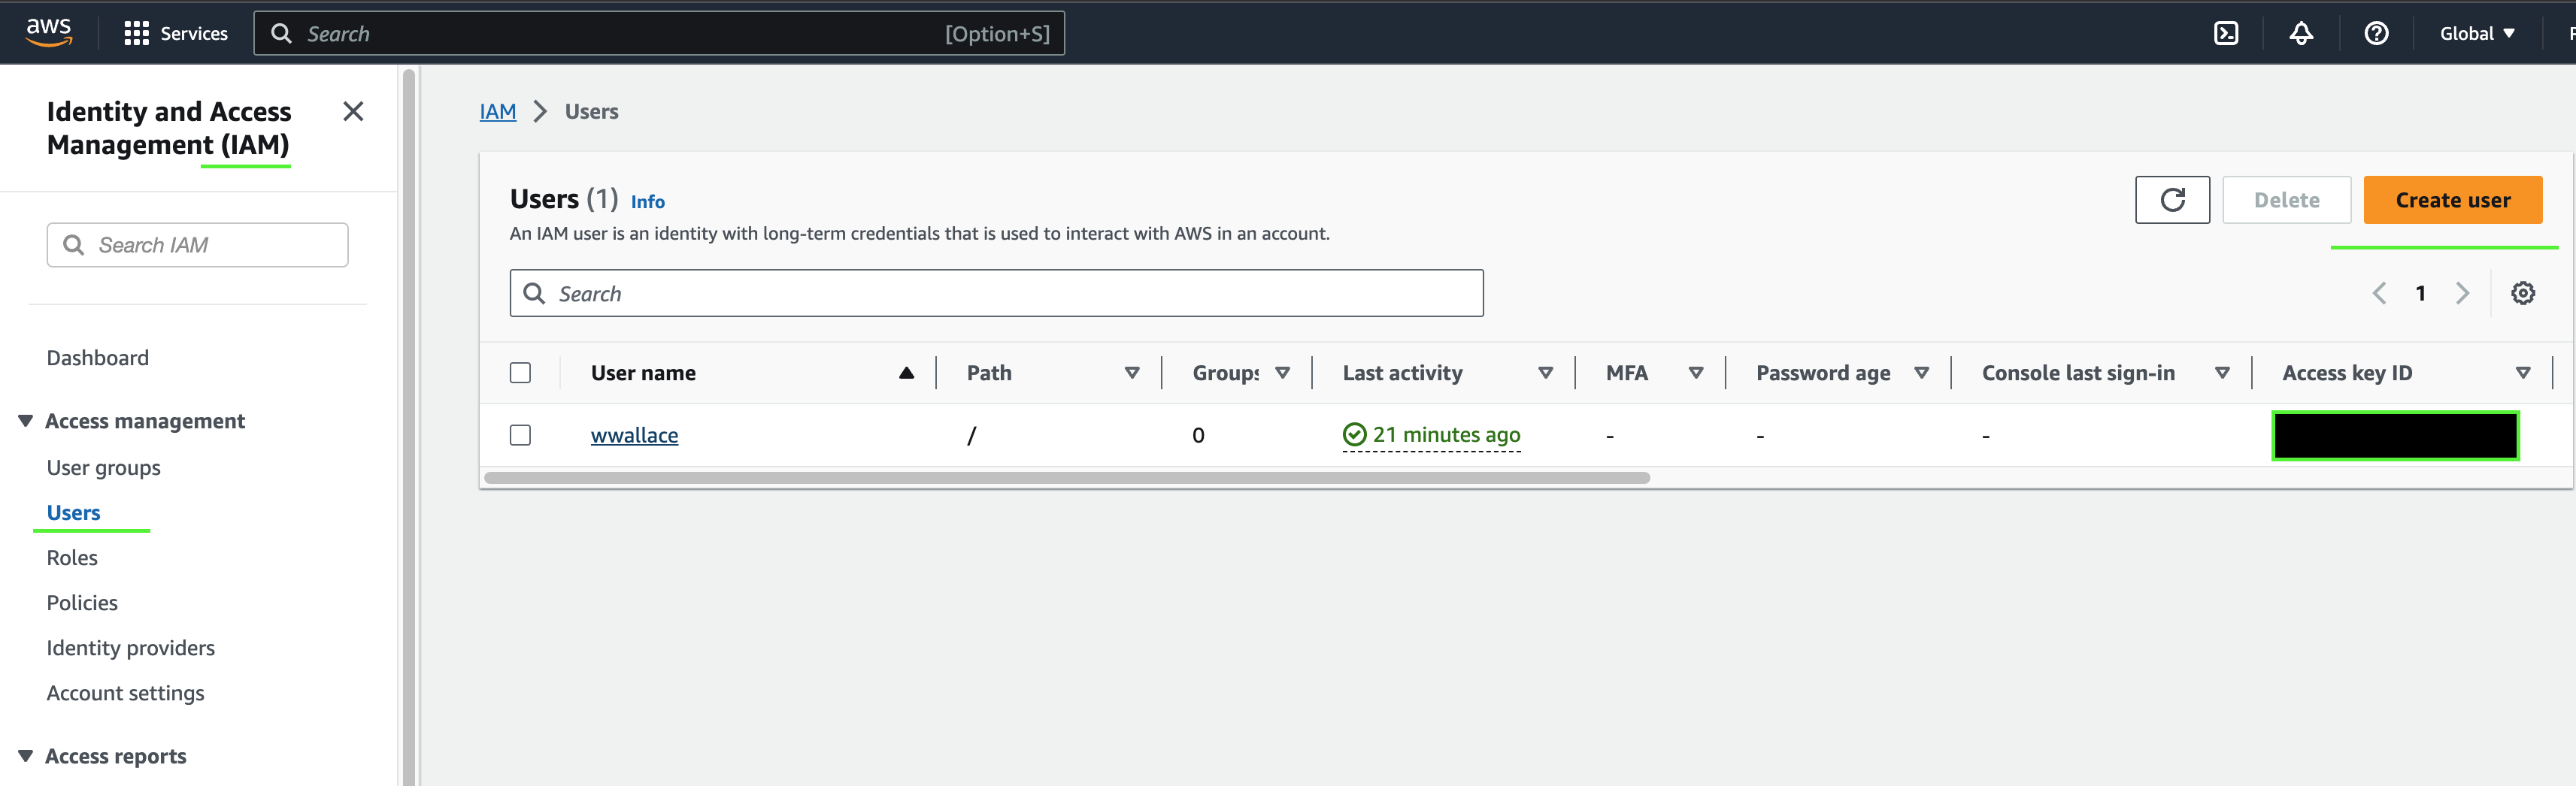 aws
Services
Search
[Option+S]
Global
Identity and Access
Management (IAM)
Search IAM
Dashboard
Access management
User groups
Users
Roles
Policies
Identity providers
Account settings
Access reports
IAM
Users
Users (1)
Info
Delete
Create user
An IAM user is an identity with long-term credentials that is used to interact with AWS in an account.
Search
1
User name
Path
Groups
Last activity
MFA
Password age
Console last sign-in
Access key ID
wwallace
/
0
21 minutes ago
-
-
-